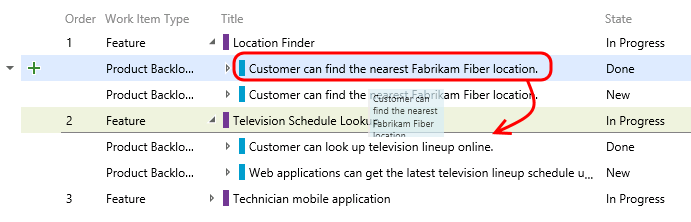 Order Work Item Type Title State
1 Feature Location Finder In Progress
Product Backlo... Customer can find the nearest Fabrikam Fiber location. Done
Product Backlo... Customer can find the nearest Fabrikam Fiber location. New
Customer can
find the nearest
Fabrikam Fiber
location
2 Feature Television Schedule Looku In Progress
Product Backlo... Customer can look up television lineup online. Done
Product Backlo... Web applications can get the latest television lineup schedule u... New
3 Feature Technician mobile application In Progress